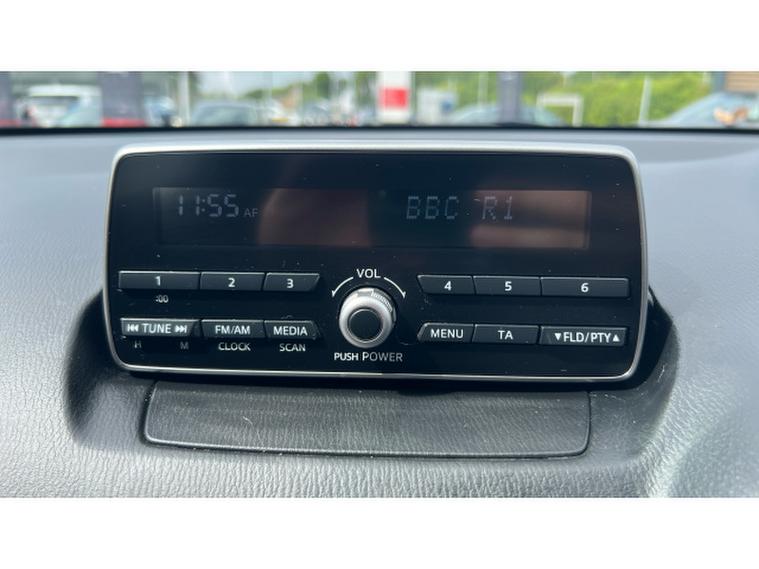 11:55 AF BBC R1
1 2 3 VOL 4 5 6
:00
TUNE FM/AM MEDIA MENU TA ▼FLD/PTY▲
H M CLOCK SCAN PUSH POWER